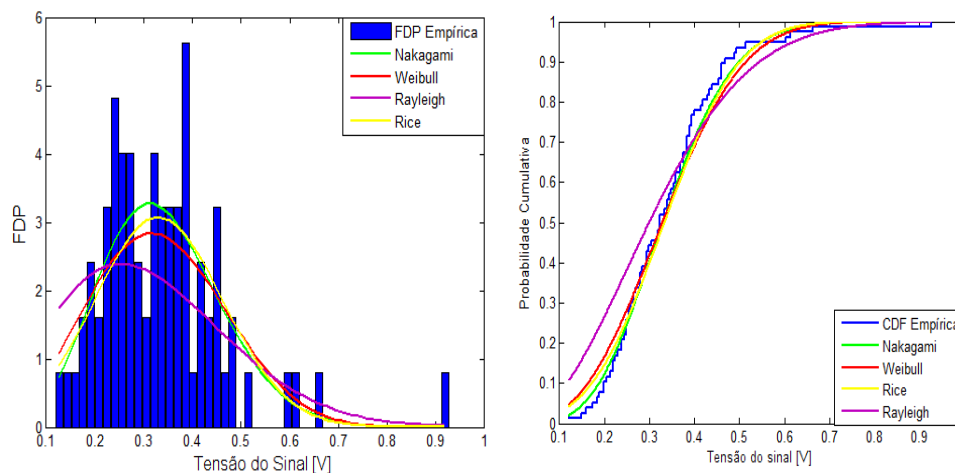 FDP
6
5
4
3
2
1
0
0.1 0.2 0.3 0.4 0.5 0.6 0.7 0.8 0.9 1
Tensão do Sinal [V]
FDP Empírica
Nakagami
Weibull
Rayleigh
Rice
Probabilidade Cumulativa
1
0.9
0.8
0.7
0.6
0.5
0.4
0.3
0.2
0.1
0
0.1 0.2 0.3 0.4 0.5 0.6 0.7 0.8 0.9
Tensão do sinal [V]
CDF Empírica
Nakagami
Weibull
Rice
Rayleigh